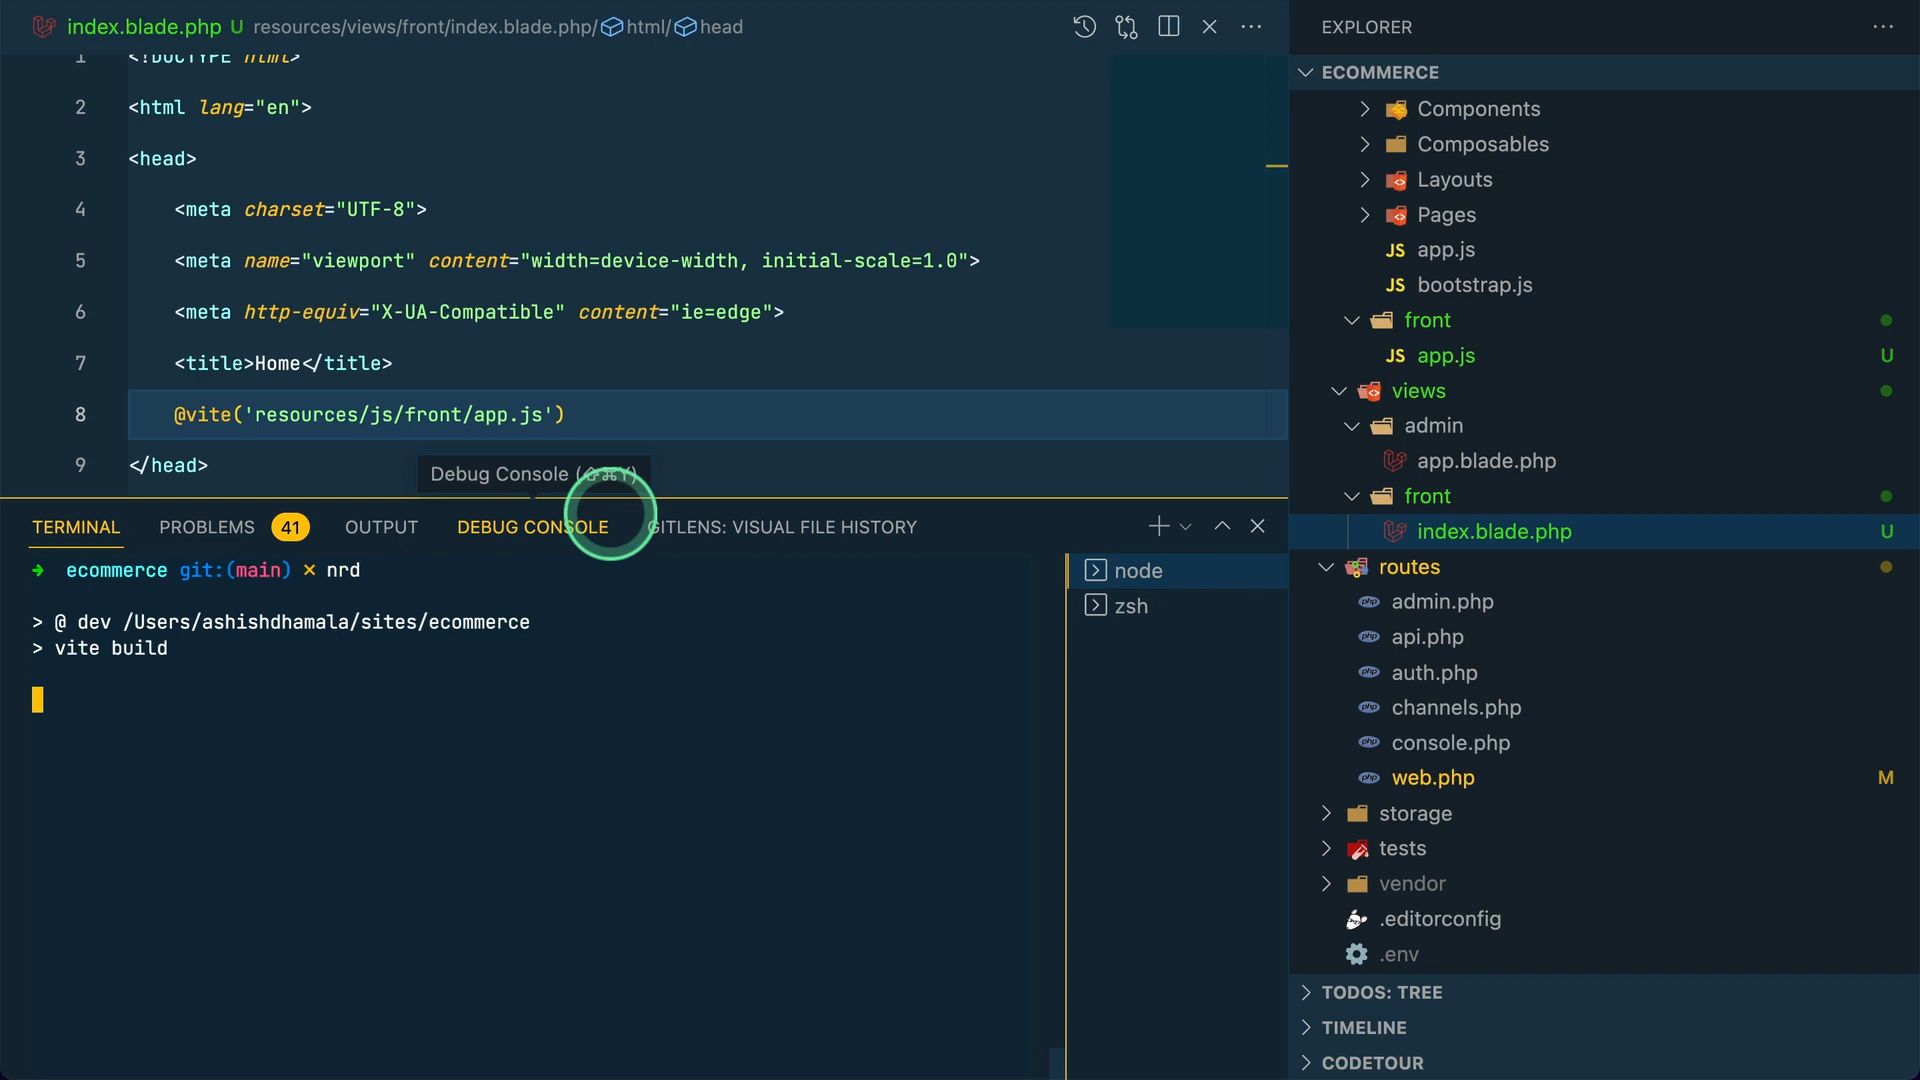 index.blade.php U resources/views/front/index.blade.php/ html/ head
1 <!DOCTYPE html>
2 <html lang="en">
3 <head>
4 <meta charset="UTF-8">
5 <meta name="viewport" content="width=device-width, initial-scale=1.0">
6 <meta http-equiv="X-UA-Compatible" content="ie=edge">
7 <title>Home</title>
8 @vite('resources/js/front/app.js')
9 </head>
Debug Console (⇧⌘Y)
TERMINAL PROBLEMS 41 OUTPUT DEBUG CONSOLE GITLENS: VISUAL FILE HISTORY
➜ ecommerce git:(main) ✗ nrd
> @ dev /Users/ashishdhamala/sites/ecommerce
> vite build
node
zsh
EXPLORER
ECOMMERCE
Components
Composables
Layouts
Pages
JS app.js
JS bootstrap.js
front
JS app.js U
views
admin
app.blade.php
front
index.blade.php U
routes
php admin.php
php api.php
php auth.php
php channels.php
php console.php
php web.php M
storage
tests
vendor
.editorconfig
.env
TODOS: TREE
TIMELINE
CODETOUR